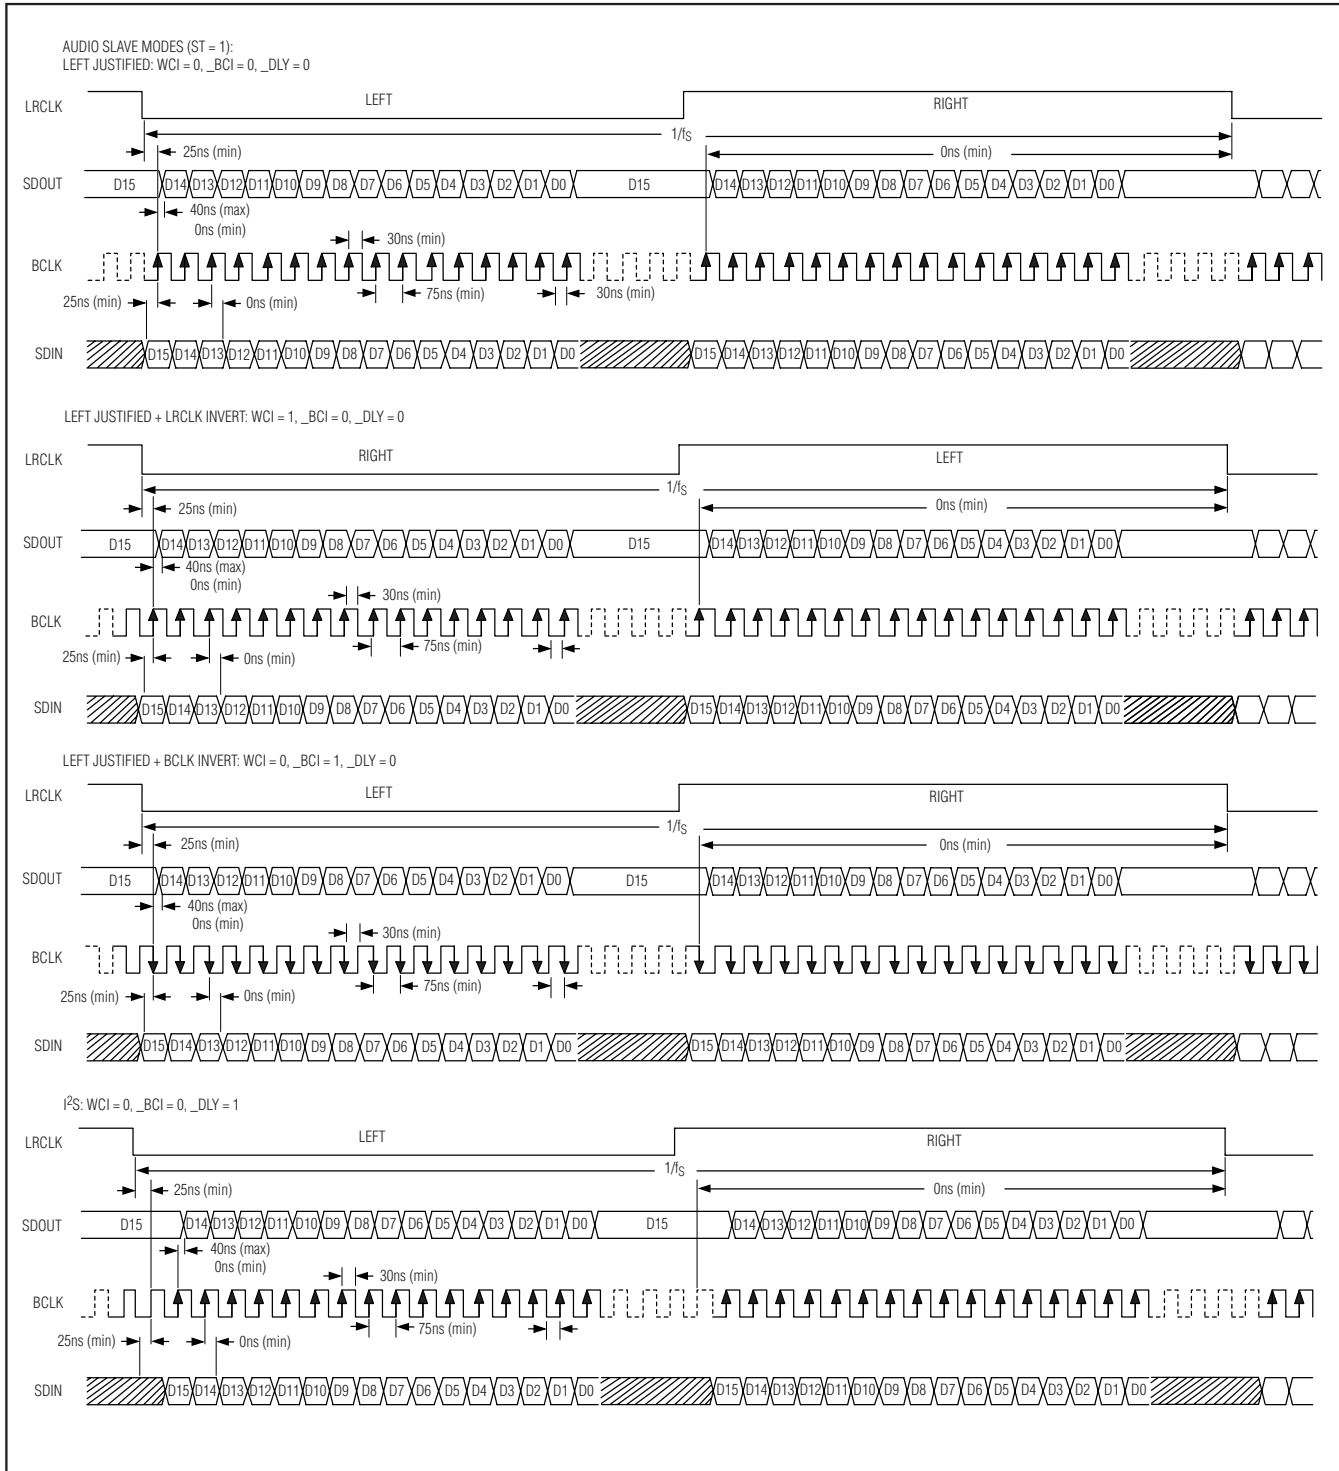 AUDIO SLAVE MODES (ST = 1):
LEFT JUSTIFIED: WCI = 0, _BCI = 0, _DLY = 0
LRCLK LEFT RIGHT
1/fS
25ns (min) 0ns (min)
SDOUT D15 D14 D13 D12 D11 D10 D9 D8 D7 D6 D5 D4 D3 D2 D1 D0 D15 D14 D13 D12 D11 D10 D9 D8 D7 D6 D5 D4 D3 D2 D1 D0
40ns (max)
0ns (min) 30ns (min)
BCLK
25ns (min) 0ns (min) 75ns (min) 30ns (min)
SDIN D15 D14 D13 D12 D11 D10 D9 D8 D7 D6 D5 D4 D3 D2 D1 D0 D15 D14 D13 D12 D11 D10 D9 D8 D7 D6 D5 D4 D3 D2 D1 D0
LEFT JUSTIFIED + LRCLK INVERT: WCI = 1, _BCI = 0, _DLY = 0
LRCLK RIGHT LEFT
1/fS
25ns (min) 0ns (min)
SDOUT D15 D14 D13 D12 D11 D10 D9 D8 D7 D6 D5 D4 D3 D2 D1 D0 D15 D14 D13 D12 D11 D10 D9 D8 D7 D6 D5 D4 D3 D2 D1 D0
40ns (max)
0ns (min) 30ns (min)
BCLK
25ns (min) 0ns (min) 75ns (min)
SDIN D15 D14 D13 D12 D11 D10 D9 D8 D7 D6 D5 D4 D3 D2 D1 D0 D15 D14 D13 D12 D11 D10 D9 D8 D7 D6 D5 D4 D3 D2 D1 D0
LEFT JUSTIFIED + BCLK INVERT: WCI = 0, _BCI = 1, _DLY = 0
LRCLK LEFT RIGHT
1/fS
25ns (min) 0ns (min)
SDOUT D15 D14 D13 D12 D11 D10 D9 D8 D7 D6 D5 D4 D3 D2 D1 D0 D15 D14 D13 D12 D11 D10 D9 D8 D7 D6 D5 D4 D3 D2 D1 D0
40ns (max)
0ns (min) 30ns (min)
BCLK
25ns (min) 0ns (min) 75ns (min)
SDIN D15 D14 D13 D12 D11 D10 D9 D8 D7 D6 D5 D4 D3 D2 D1 D0 D15 D14 D13 D12 D11 D10 D9 D8 D7 D6 D5 D4 D3 D2 D1 D0
I²S: WCI = 0, _BCI = 0, _DLY = 1
LRCLK LEFT RIGHT
1/fS
25ns (min) 0ns (min)
SDOUT D15 D14 D13 D12 D11 D10 D9 D8 D7 D6 D5 D4 D3 D2 D1 D0 D15 D14 D13 D12 D11 D10 D9 D8 D7 D6 D5 D4 D3 D2 D1 D0
40ns (max)
0ns (min) 30ns (min)
BCLK
25ns (min) 0ns (min) 75ns (min)
SDIN D15 D14 D13 D12 D11 D10 D9 D8 D7 D6 D5 D4 D3 D2 D1 D0 D15 D14 D13 D12 D11 D10 D9 D8 D7 D6 D5 D4 D3 D2 D1 D0